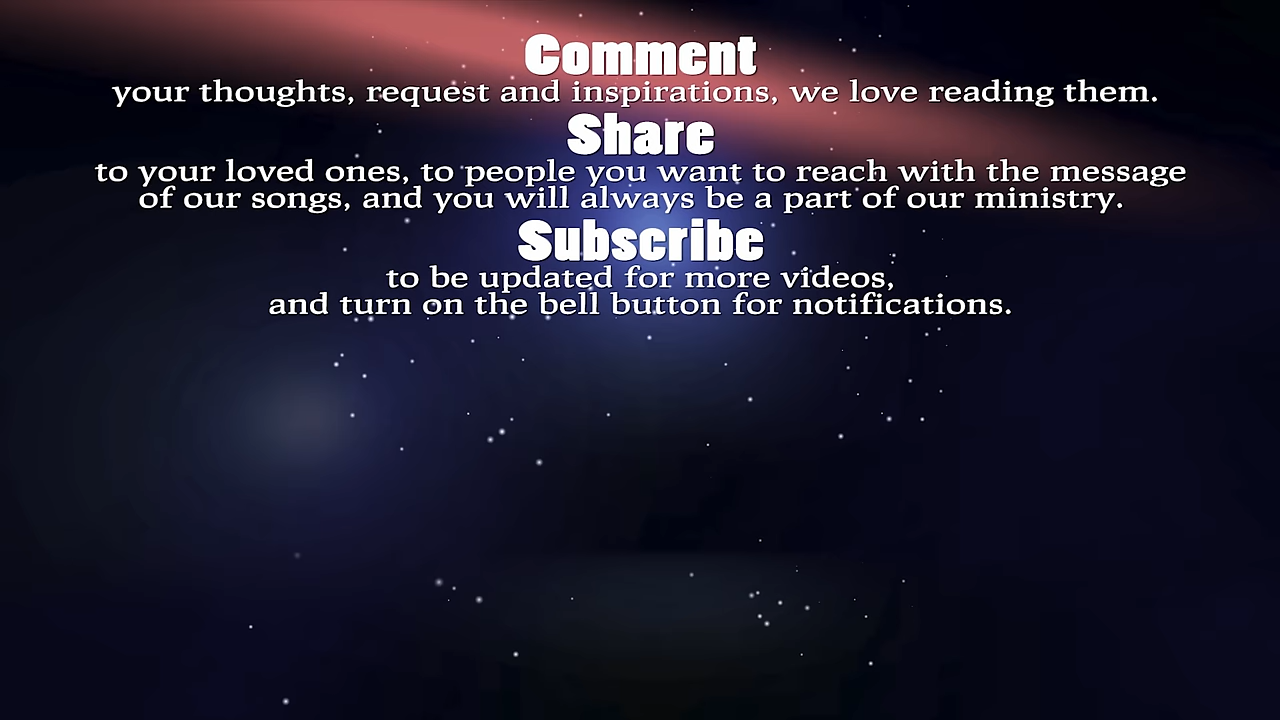 Comment
your thoughts, request and inspirations, we love reading them.
Share
to your loved ones, to people you want to reach with the message
of our songs, and you will always be a part of our ministry.
Subscribe
to be updated for more videos,
and turn on the bell button for notifications.